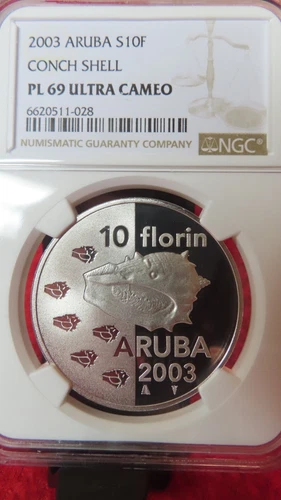 2003 ARUBA S10F
CONCH SHELL
PL 69 ULTRA CAMEO
6620511-028
NUMISMATIC GUARANTY COMPANY
NGC
10 florin
ARUBA
2003